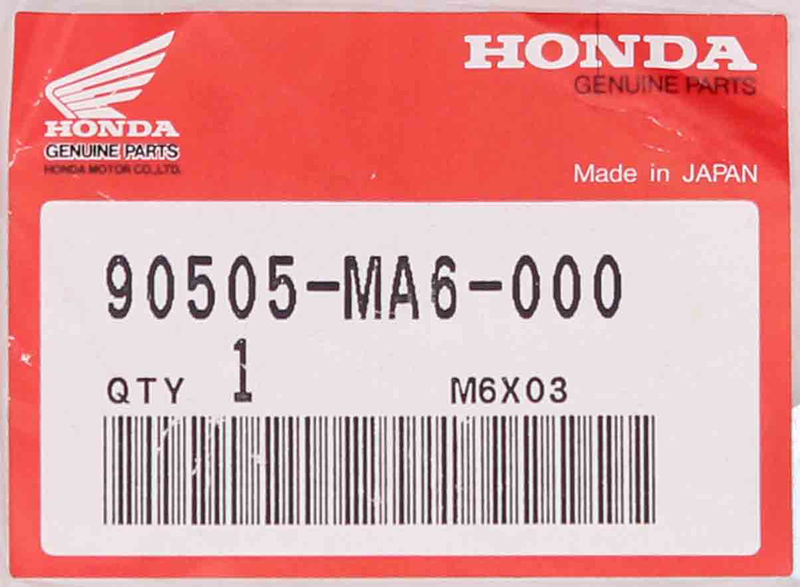 HONDA
GENUINE PARTS
HONDA MOTOR CO.,LTD.
HONDA
GENUINE PARTS
Made in JAPAN
90505-MA6-000
QTY 1 M6X03